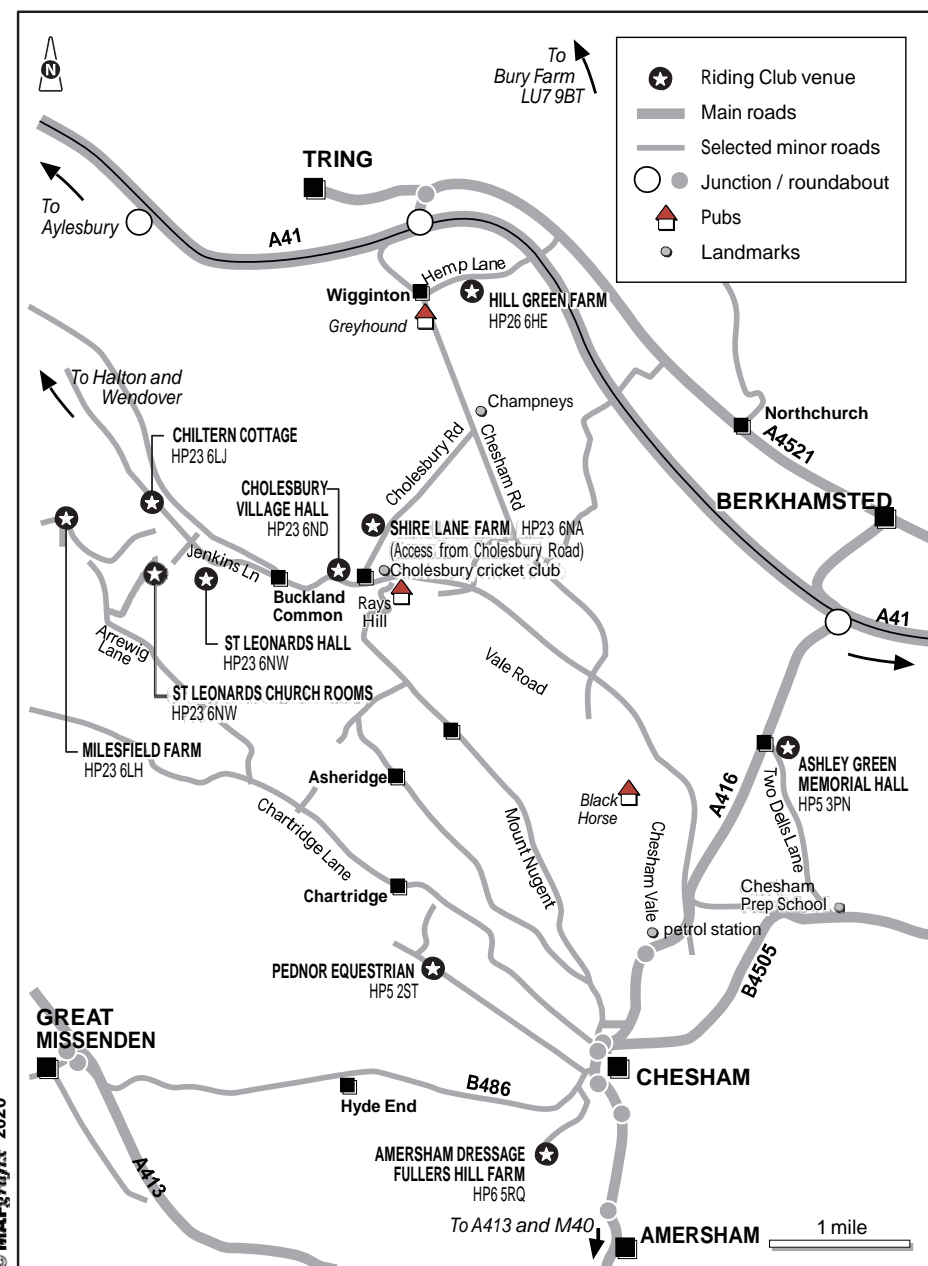 N
To
Bury Farm
LU7 9BT
Riding Club venue
Main roads
Selected minor roads
Junction / roundabout
Pubs
Landmarks
TRING
To
Aylesbury
A41
Hemp Lane
Wigginton
HILL GREEN FARM
HP26 6HE
Greyhound
To Halton and
Wendover
Champneys
Northchurch
A4521
CHILTERN COTTAGE
HP23 6LJ
Cholesbury Rd
Chesham Rd
BERKHAMSTED
CHOLESBURY
VILLAGE HALL
HP23 6ND
SHIRE LANE FARM HP23 6NA
(Access from Cholesbury Road)
Cholesbury cricket club
Jenkins Ln
Buckland
Common
Rays
Hill
A41
Arrewig
Lane
ST LEONARDS HALL
HP23 6NW
Vale Road
ST LEONARDS CHURCH ROOMS
HP23 6NW
MILESFIELD FARM
HP23 6LH
Asheridge
ASHLEY GREEN
MEMORIAL HALL
HP5 3PN
A416
Two Dells Lane
Black
Horse
Chartridge Lane
Mount Nugent
Chesham Vale
Chartridge
Chesham
Prep School
petrol station
PEDNOR EQUESTRIAN
HP5 2ST
B4505
GREAT
MISSENDEN
CHESHAM
B486
Hyde End
AMERSHAM DRESSAGE
FULLERS HILL FARM
HP6 5RQ
A413
To A413 and M40
AMERSHAM
1 mile
© MAPgrafix 2020